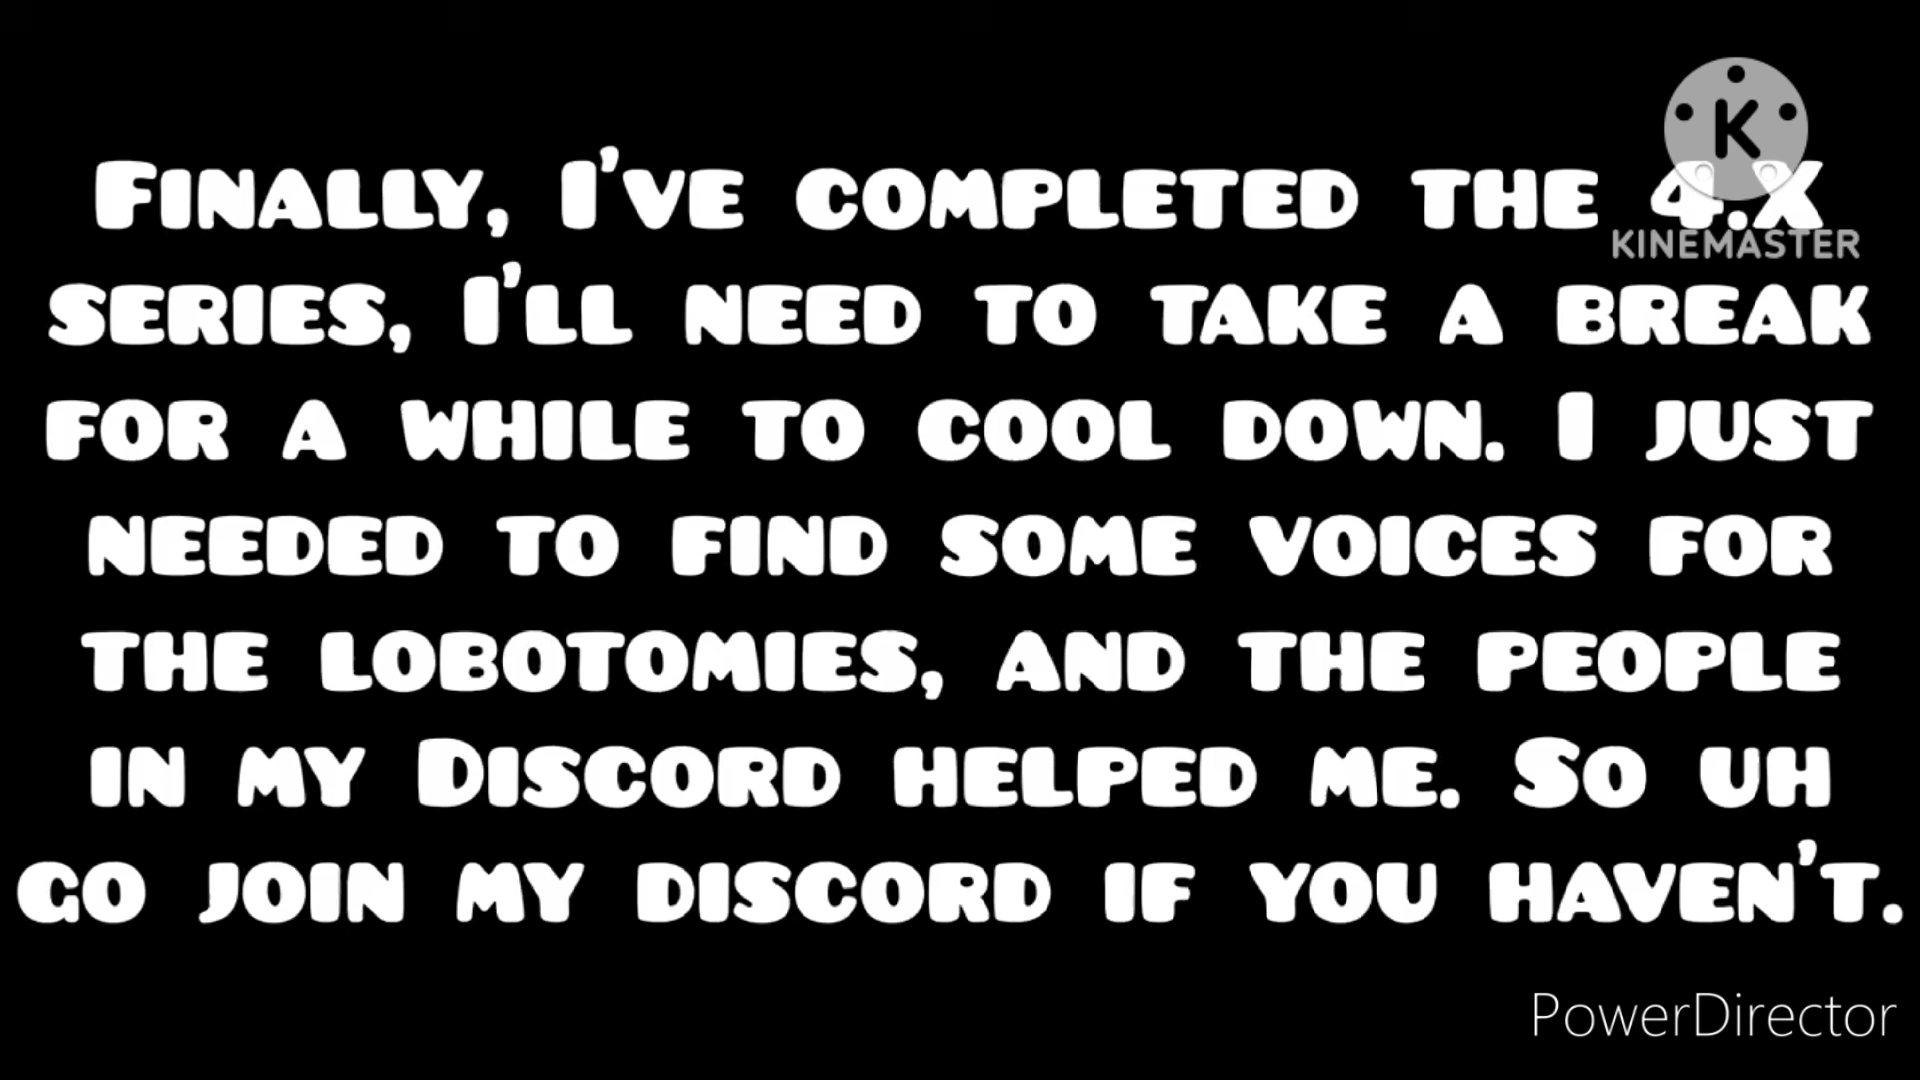 K
KINEMASTER
Finally, I've completed the 4.X
series, I'll need to take a break
for a while to cool down. I just
needed to find some voices for
the lobotomies, and the people
in my Discord helped me. So uh
go join my discord if you haven't.
PowerDirector